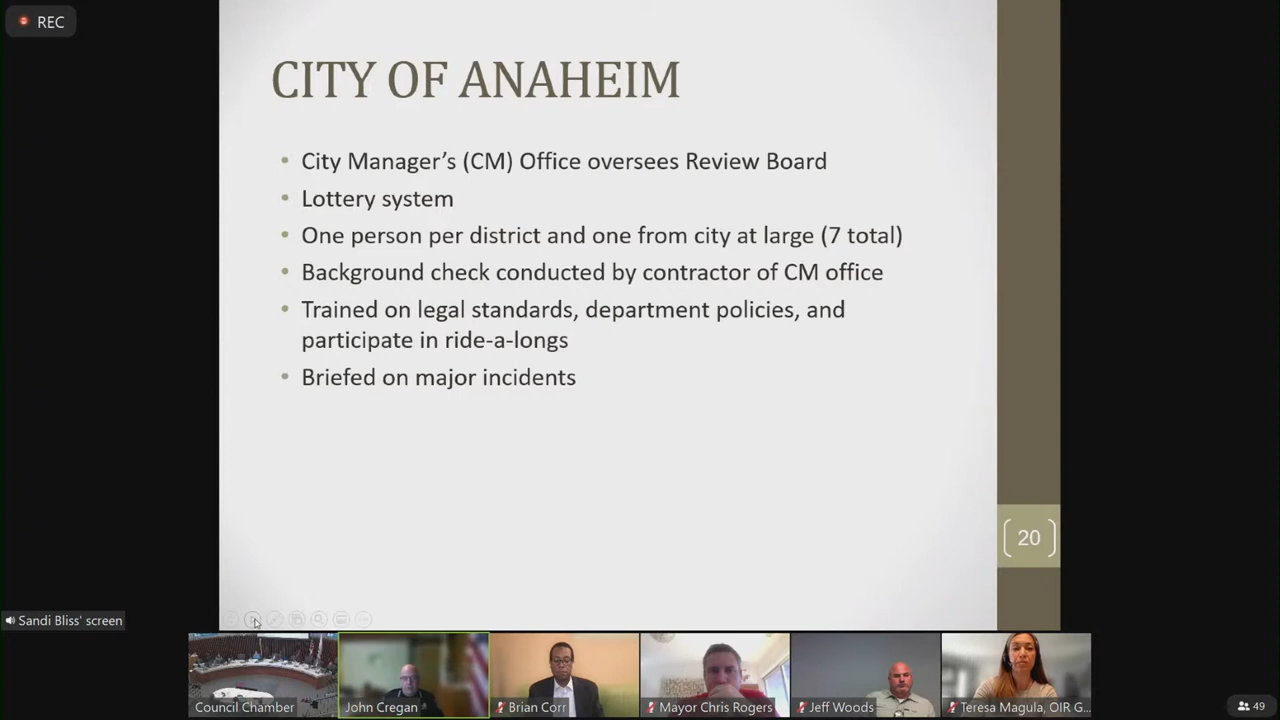 REC
CITY OF ANAHEIM
• City Manager's (CM) Office oversees Review Board
• Lottery system
• One person per district and one from city at large (7 total)
• Background check conducted by contractor of CM office
• Trained on legal standards, department policies, and
participate in ride-a-longs
• Briefed on major incidents
20
Sandi Bliss' screen
Council Chamber
John Cregan
Brian Corr
Mayor Chris Rogers
Jeff Woods
Teresa Magula, OIR G...
49